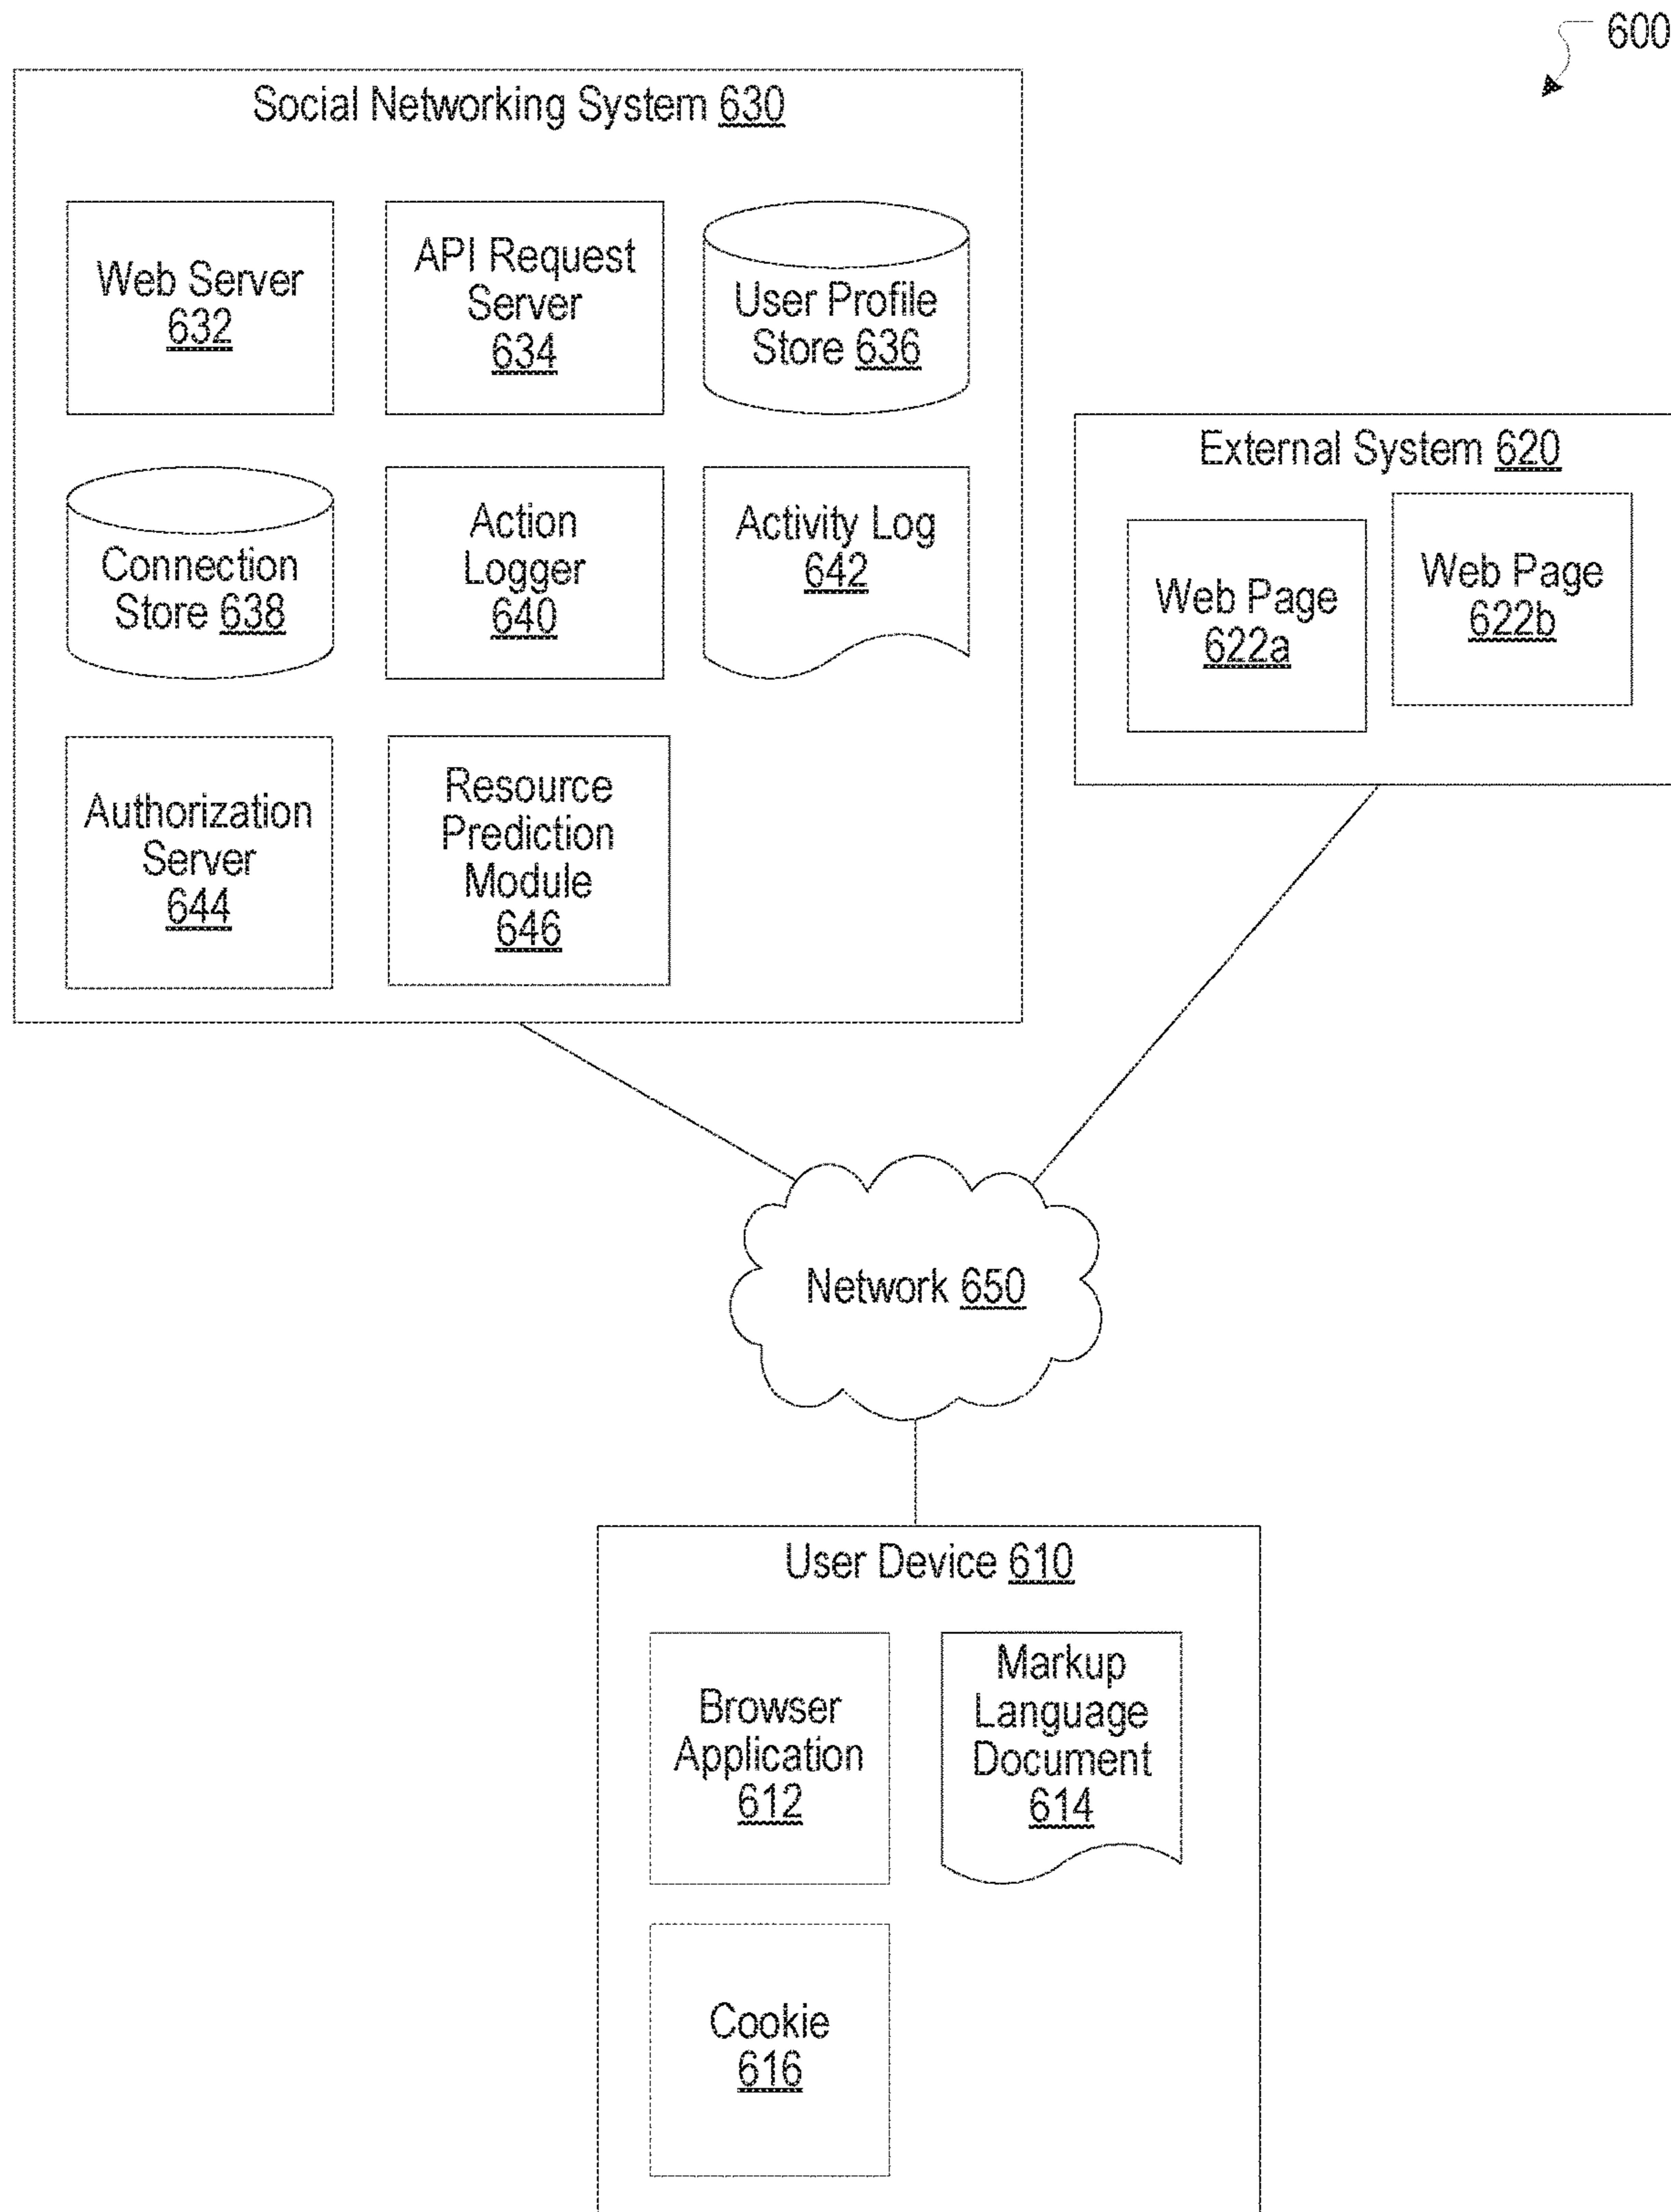 600
Social Networking System 630
Web Server
632
API Request
Server
634
User Profile
Store 636
Connection
Store 638
Action
Logger
640
Activity Log
642
Authorization
Server
644
Resource
Prediction
Module
646
External System 620
Web Page
622a
Web Page
622b
Network 650
User Device 610
Browser
Application
612
Markup
Language
Document
614
Cookie
616